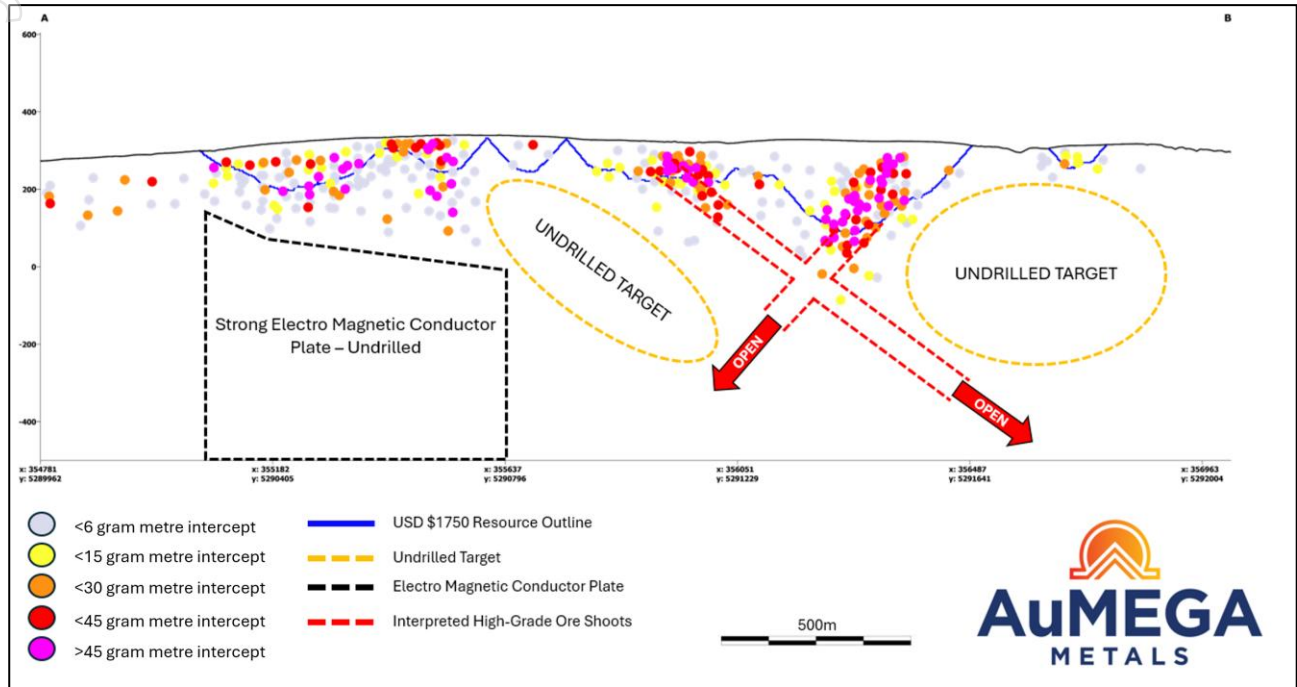 A
B
600
400
200
0
-200
-400
UNDRILLED TARGET
UNDRILLED TARGET
Strong Electro Magnetic Conductor
Plate – Undrilled
OPEN
OPEN
x: 354781
y: 5289962
x: 355182
y: 5290405
x: 355637
y: 5290796
x: 356051
y: 5291229
x: 356487
y: 5291641
x: 356963
y: 5292004
<6 gram metre intercept
<15 gram metre intercept
<30 gram metre intercept
<45 gram metre intercept
>45 gram metre intercept
USD $1750 Resource Outline
Undrilled Target
Electro Magnetic Conductor Plate
Interpreted High-Grade Ore Shoots
500m
AuMEGA
METALS